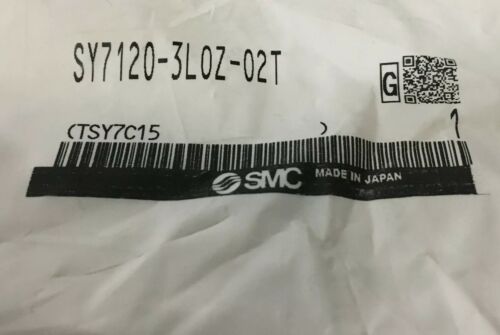 SY7120-3LOZ-02T
G
(TSY7C15 ) 1
SMC MADE IN JAPAN